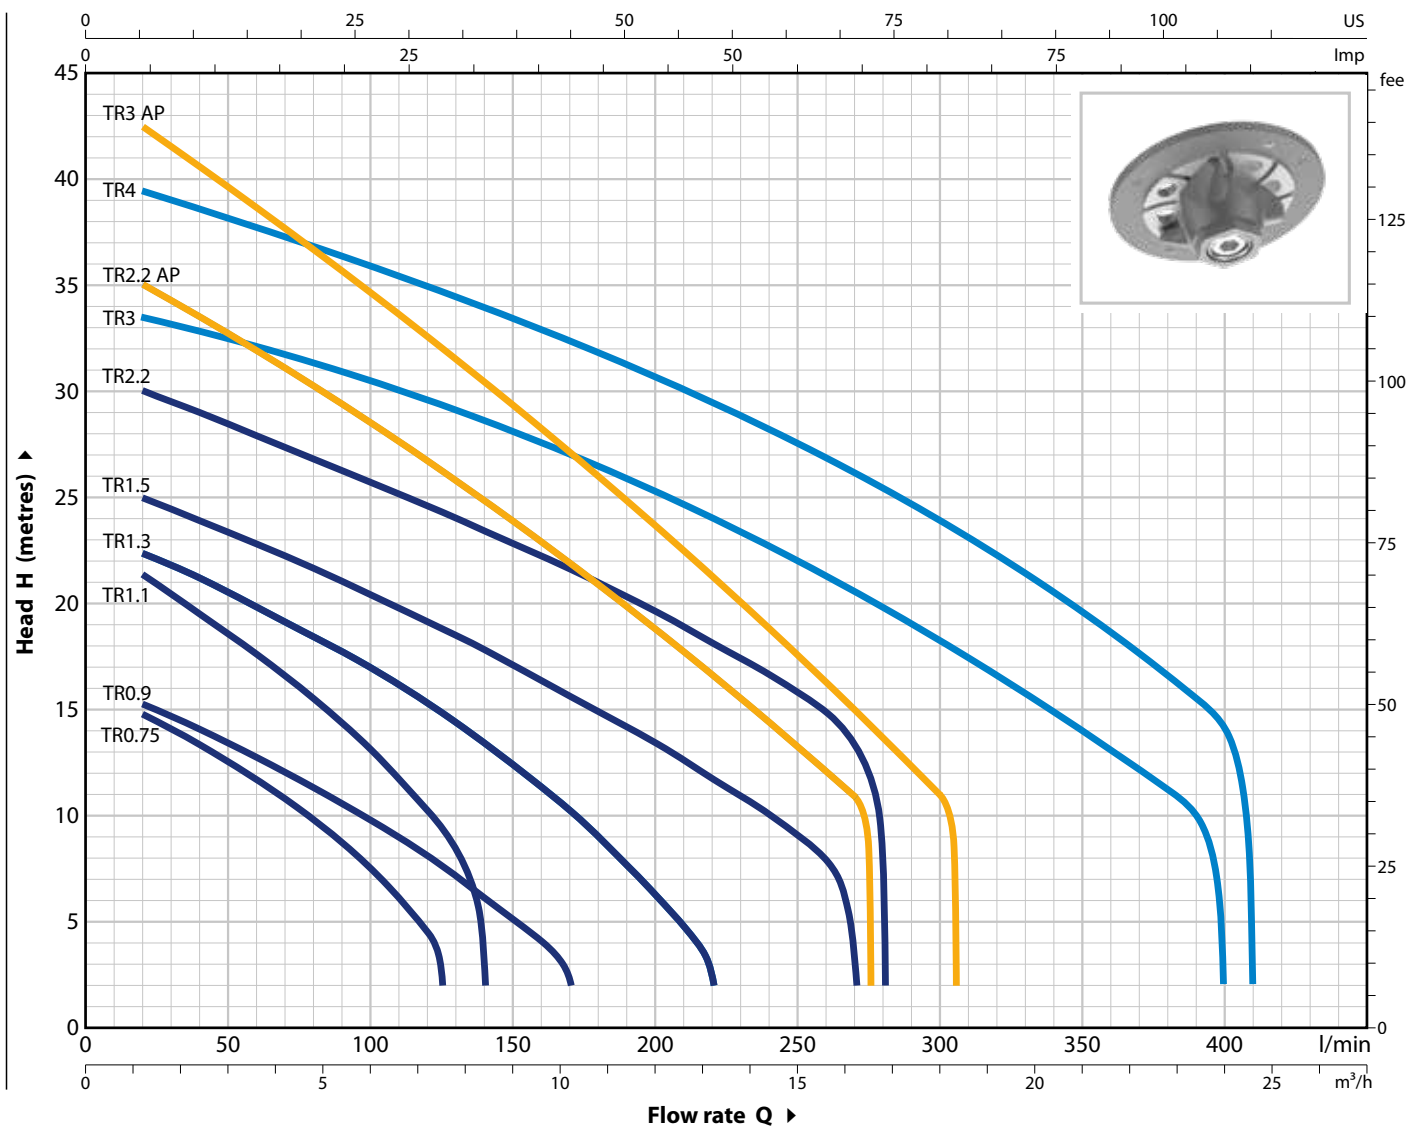 0 25 50 75 100 US
0 25 50 75 Imp
45 fee
TR3 AP
40 TR4
125
TR2.2 AP
35
TR3
TR2.2
30 100
TR1.5
25
TR1.3
75
TR1.1
20
TR0.9
15 50
TR0.75
10
25
5
0 0
0 50 100 150 200 250 300 350 400 l/min
0 5 10 15 20 25 m³/h
Head H (metres)
Flow rate Q